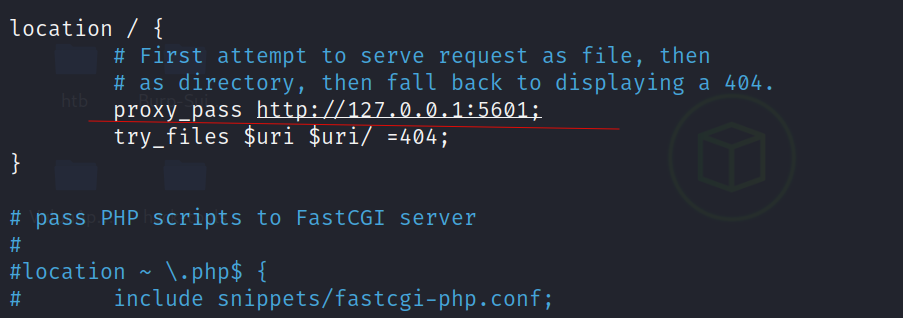 location / {
# First attempt to serve request as file, then
# as directory, then fall back to displaying a 404.
proxy_pass http://127.0.0.1:5601;
try_files $uri $uri/ =404;
}
# pass PHP scripts to FastCGI server
#
#location ~ \.php$ {
# include snippets/fastcgi-php.conf;
htb